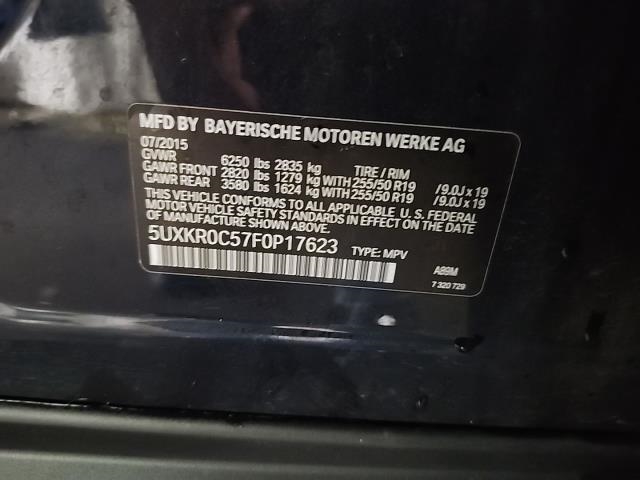 MFD BY BAYERISCHE MOTOREN WERKE AG
07/2015
GVWR 6250 lbs 2835 kg TIRE / RIM
GAWR FRONT 2820 lbs 1279 kg WITH 255/50 R19 /9.0J x 19
GAWR REAR 3580 lbs 1624 kg WITH 255/50 R19 /9.0J x 19
THIS VEHICLE CONFORMS TO ALL APPLICABLE U.S. FEDERAL
MOTOR VEHICLE SAFETY STANDARDS IN EFFECT ON THE DATE
OF MANUFACTURE SHOWN ABOVE.
5UXKR0C57F0P17623 TYPE: MPV
A89M
7 320 729